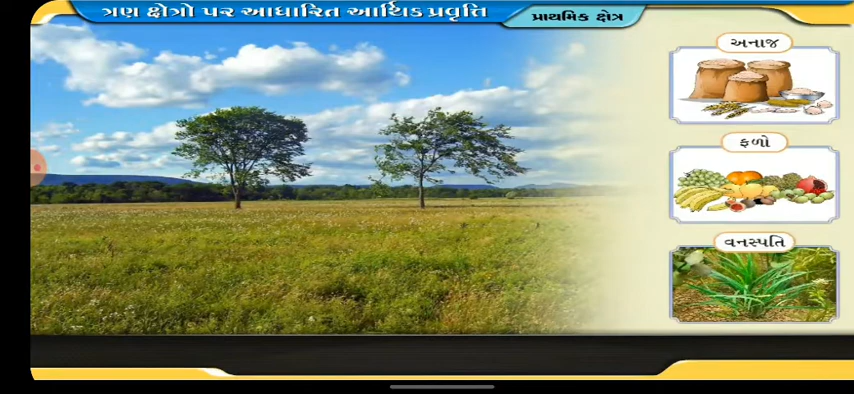 ત્રણ ક્ષેત્રો પર આધારિત આર્થિક પ્રવૃત્તિ
પ્રાથમિક ક્ષેત્ર
અનાજ
ફળો
વનસ્પતિ